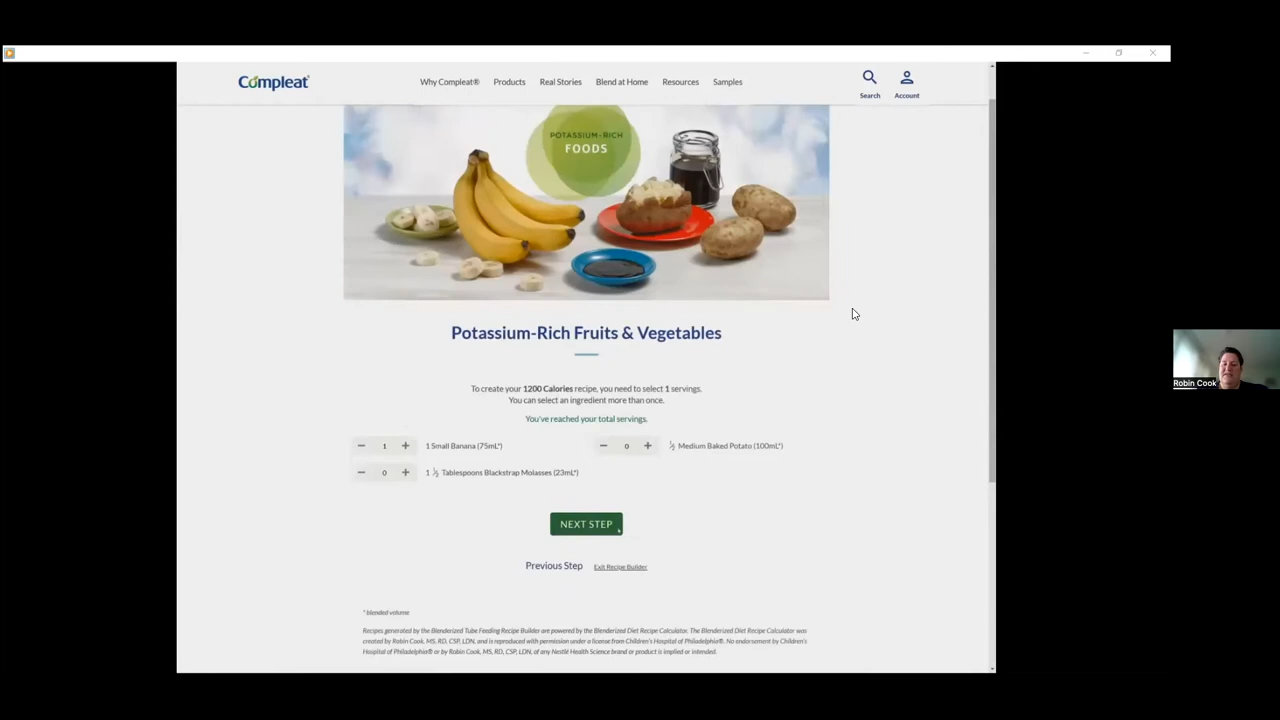 Compleat®
Why Compleat® Products Real Stories Blend at Home Resources Samples
Search Account
POTASSIUM-RICH
FOODS
Potassium-Rich Fruits & Vegetables
To create your 1200 Calories recipe, you need to select 1 servings.
You can select an ingredient more than once.
You've reached your total servings.
− 1 + 1 Small Banana (75mL*) − 0 + ½ Medium Baked Potato (100mL*)
− 0 + 1 ½ Tablespoons Blackstrap Molasses (23mL*)
NEXT STEP
Previous Step Exit Recipe Builder
* blended volume
Recipes generated by the Blenderized Tube Feeding Recipe Builder are powered by the Blenderized Diet Recipe Calculator. The Blenderized Diet Recipe Calculator was
created by Robin Cook, MS, RD, CSP, LDN, and is reproduced with permission under a license from Children's Hospital of Philadelphia®. No endorsement by Children's
Hospital of Philadelphia® or by Robin Cook, MS, RD, CSP, LDN, of any Nestlé Health Science brand or product is implied or intended.
Robin Cook